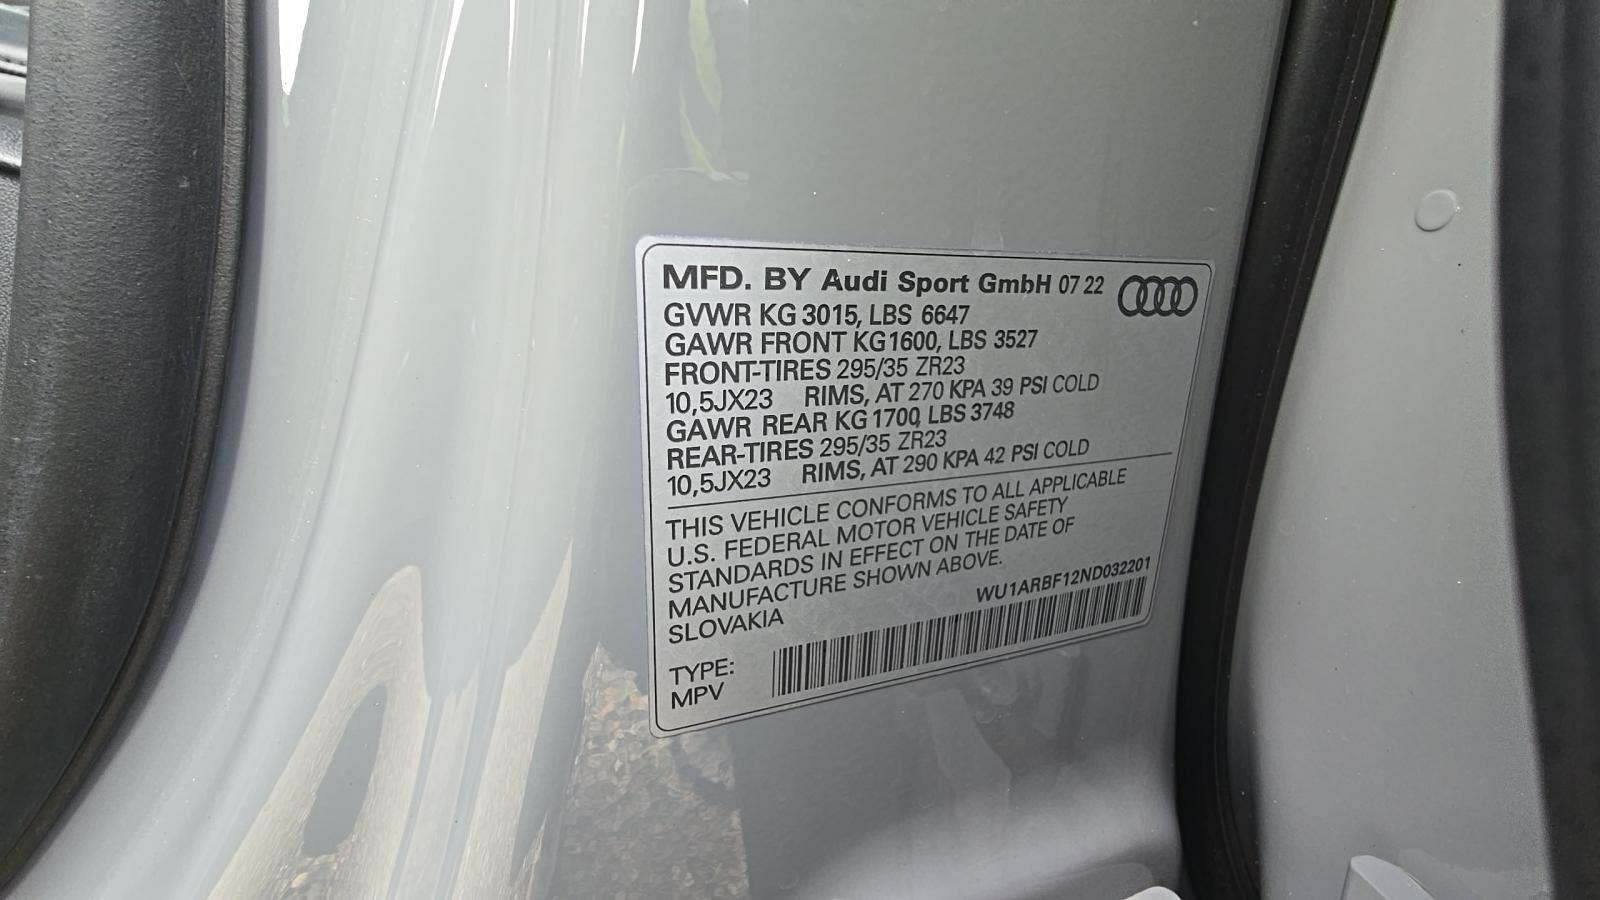 MFD. BY Audi Sport GmbH 07 22
GVWR KG 3015, LBS 6647
GAWR FRONT KG1600, LBS 3527
FRONT-TIRES 295/35 ZR23
10,5JX23 RIMS, AT 270 KPA 39 PSI COLD
GAWR REAR KG1700, LBS 3748
REAR-TIRES 295/35 ZR23
10,5JX23 RIMS, AT 290 KPA 42 PSI COLD
THIS VEHICLE CONFORMS TO ALL APPLICABLE
U.S. FEDERAL MOTOR VEHICLE SAFETY
STANDARDS IN EFFECT ON THE DATE OF
MANUFACTURE SHOWN ABOVE.
SLOVAKIA
WU1ARBF12ND032201
TYPE:
MPV